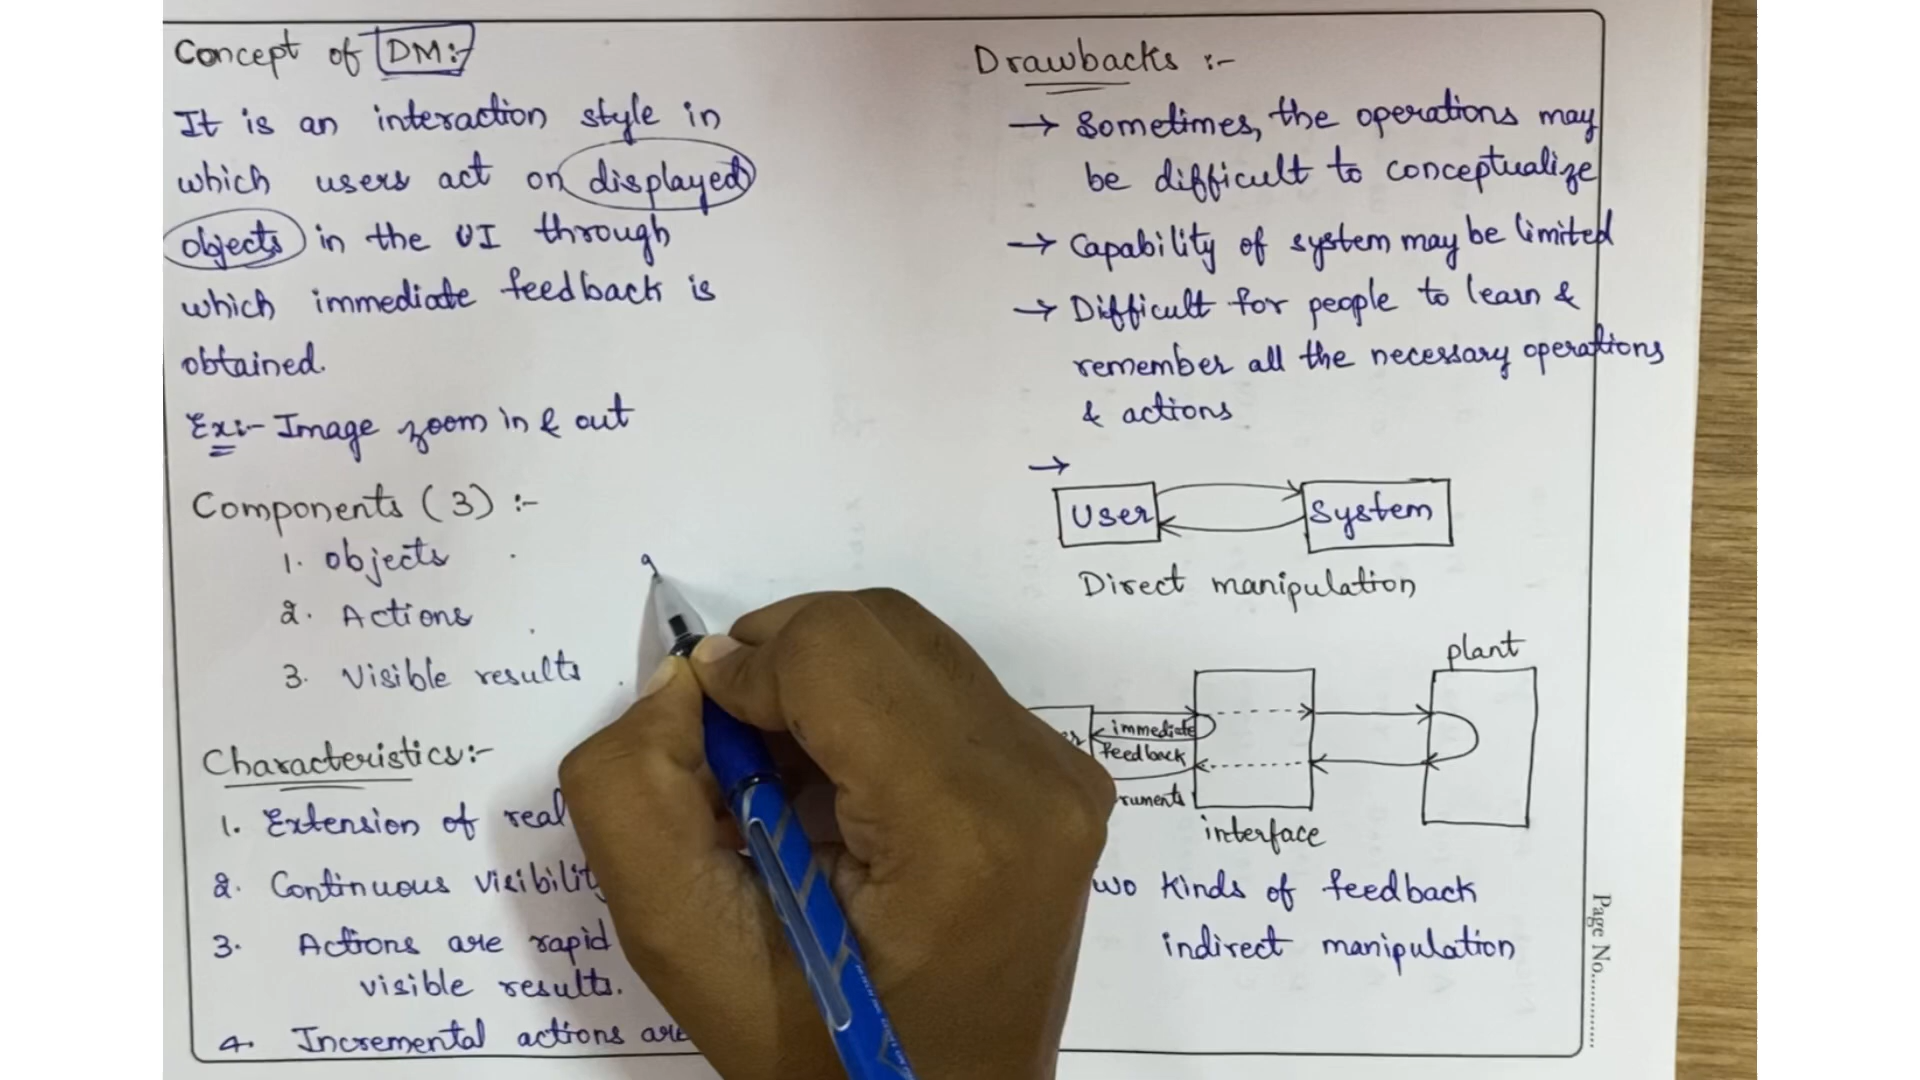 Concept of DM:-
It is an interaction style in
which users act on displayed
objects in the UI through
which immediate feedback is
obtained.
Ex:- Image zoom in & out
Components (3) :-
1. Objects
2. Actions
3. Visible results
Characteristics:-
1. Extension of real
2. Continuous visibility
3. Actions are rapid
visible results.
4. Incremental actions are
Drawbacks :-
→ Sometimes, the operations may
be difficult to conceptualize
→ Capability of system may be limited
→ Difficult for people to learn &
remember all the necessary operations
& actions
→
User System
Direct manipulation
plant
immediate
feedback
interface
kinds of feedback
indirect manipulation
Page No.............